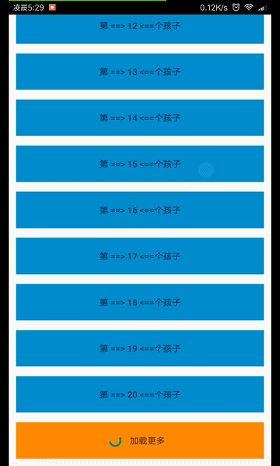 凌晨5:29 0.12K/s
第 ==> 12 <==个孩子
第 ==> 13 <==个孩子
第 ==> 14 <==个孩子
第 ==> 15 <==个孩子
第 ==> 16 <==个孩子
第 ==> 17 <==个孩子
第 ==> 18 <==个孩子
第 ==> 19 <==个孩子
第 ==> 20 <==个孩子
加载更多